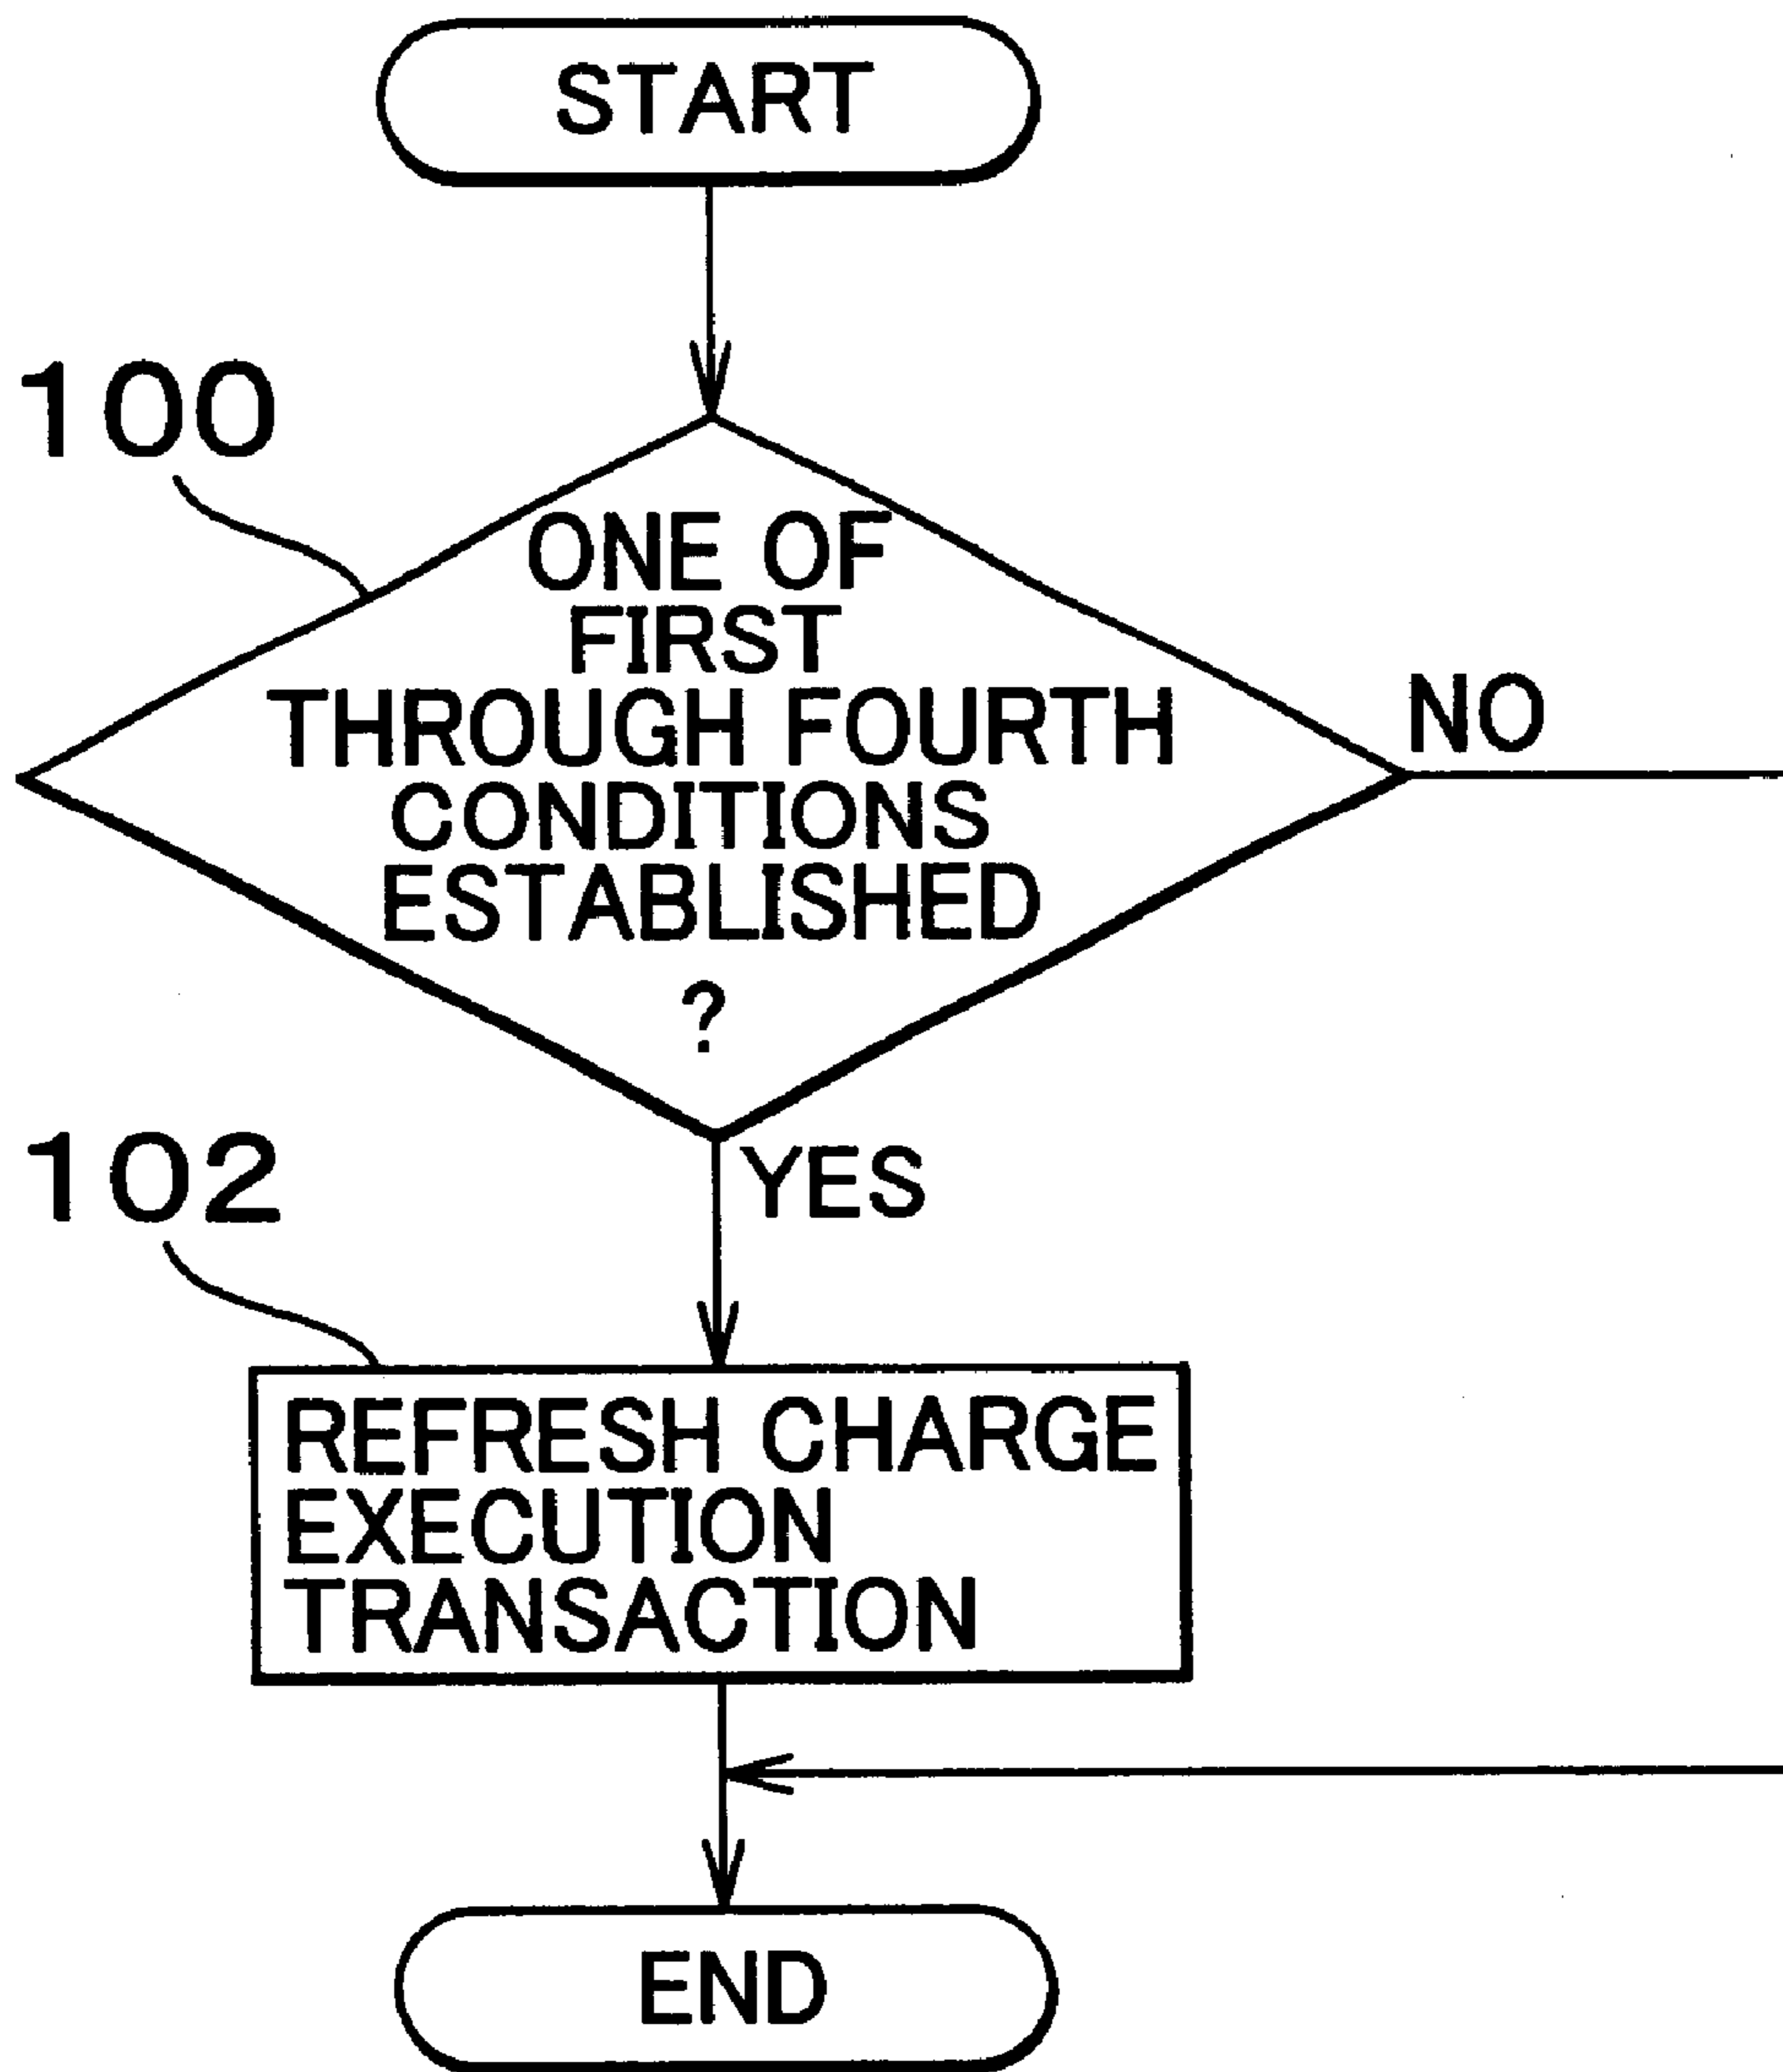 START
100
ONE OF
FIRST
THROUGH FOURTH
CONDITIONS
ESTABLISHED
?
NO
YES
102
REFRESH CHARGE
EXECUTION
TRANSACTION
END